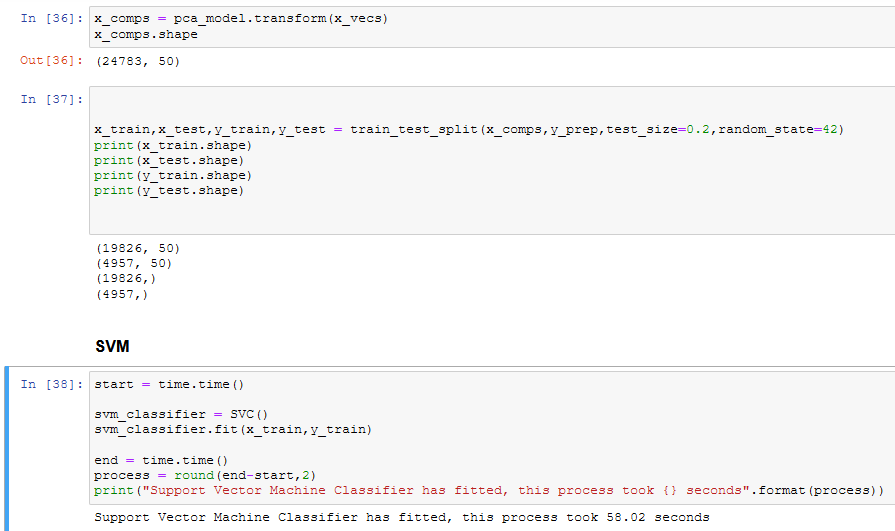 In [36]: x_comps = pca_model.transform(x_vecs)
x_comps.shape
Out[36]: (24783, 50)
In [37]:
x_train,x_test,y_train,y_test = train_test_split(x_comps,y_prep,test_size=0.2,random_state=42)
print(x_train.shape)
print(x_test.shape)
print(y_train.shape)
print(y_test.shape)
(19826, 50)
(4957, 50)
(19826,)
(4957,)
SVM
In [38]: start = time.time()
svm_classifier = SVC()
svm_classifier.fit(x_train,y_train)
end = time.time()
process = round(end-start,2)
print("Support Vector Machine Classifier has fitted, this process took {} seconds".format(process))
Support Vector Machine Classifier has fitted, this process took 58.02 seconds